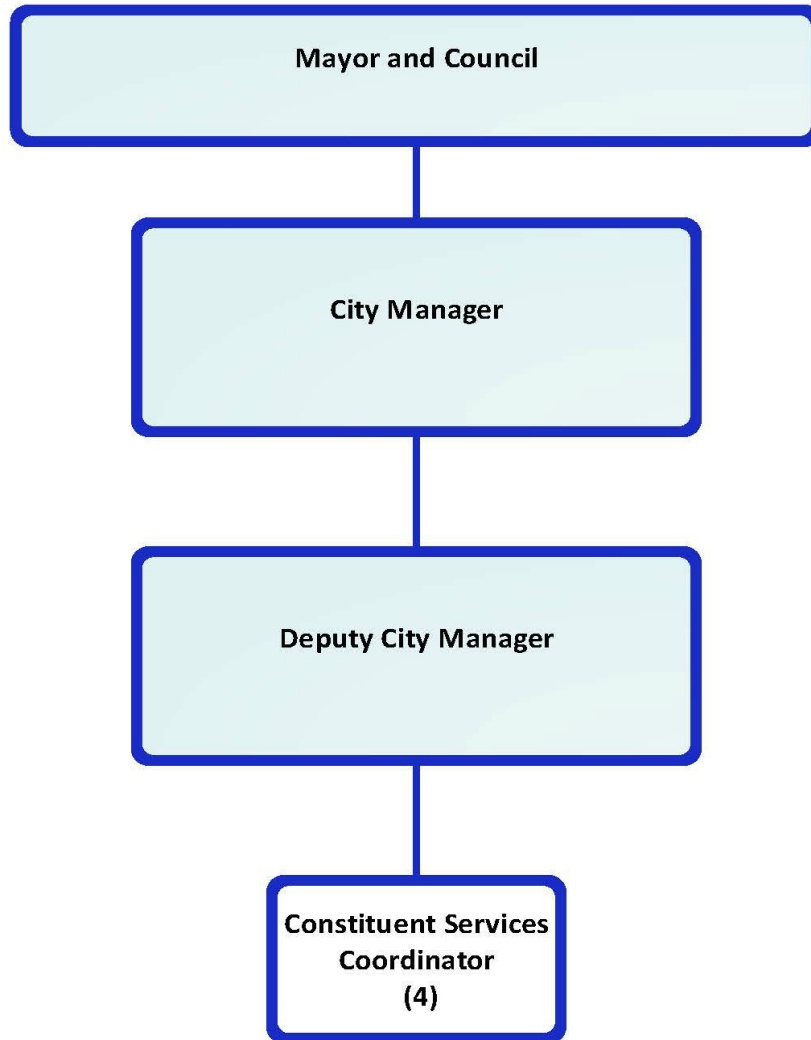 Mayor and Council
City Manager
Deputy City Manager
Constituent Services
Coordinator
(4)